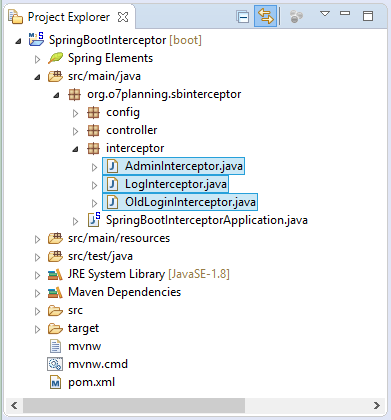 Project Explorer
SpringBootInterceptor [boot]
Spring Elements
src/main/java
org.o7planning.sbinterceptor
config
controller
interceptor
AdminInterceptor.java
LogInterceptor.java
OldLoginInterceptor.java
SpringBootInterceptorApplication.java
src/main/resources
src/test/java
JRE System Library [JavaSE-1.8]
Maven Dependencies
src
target
mvnw
mvnw.cmd
pom.xml